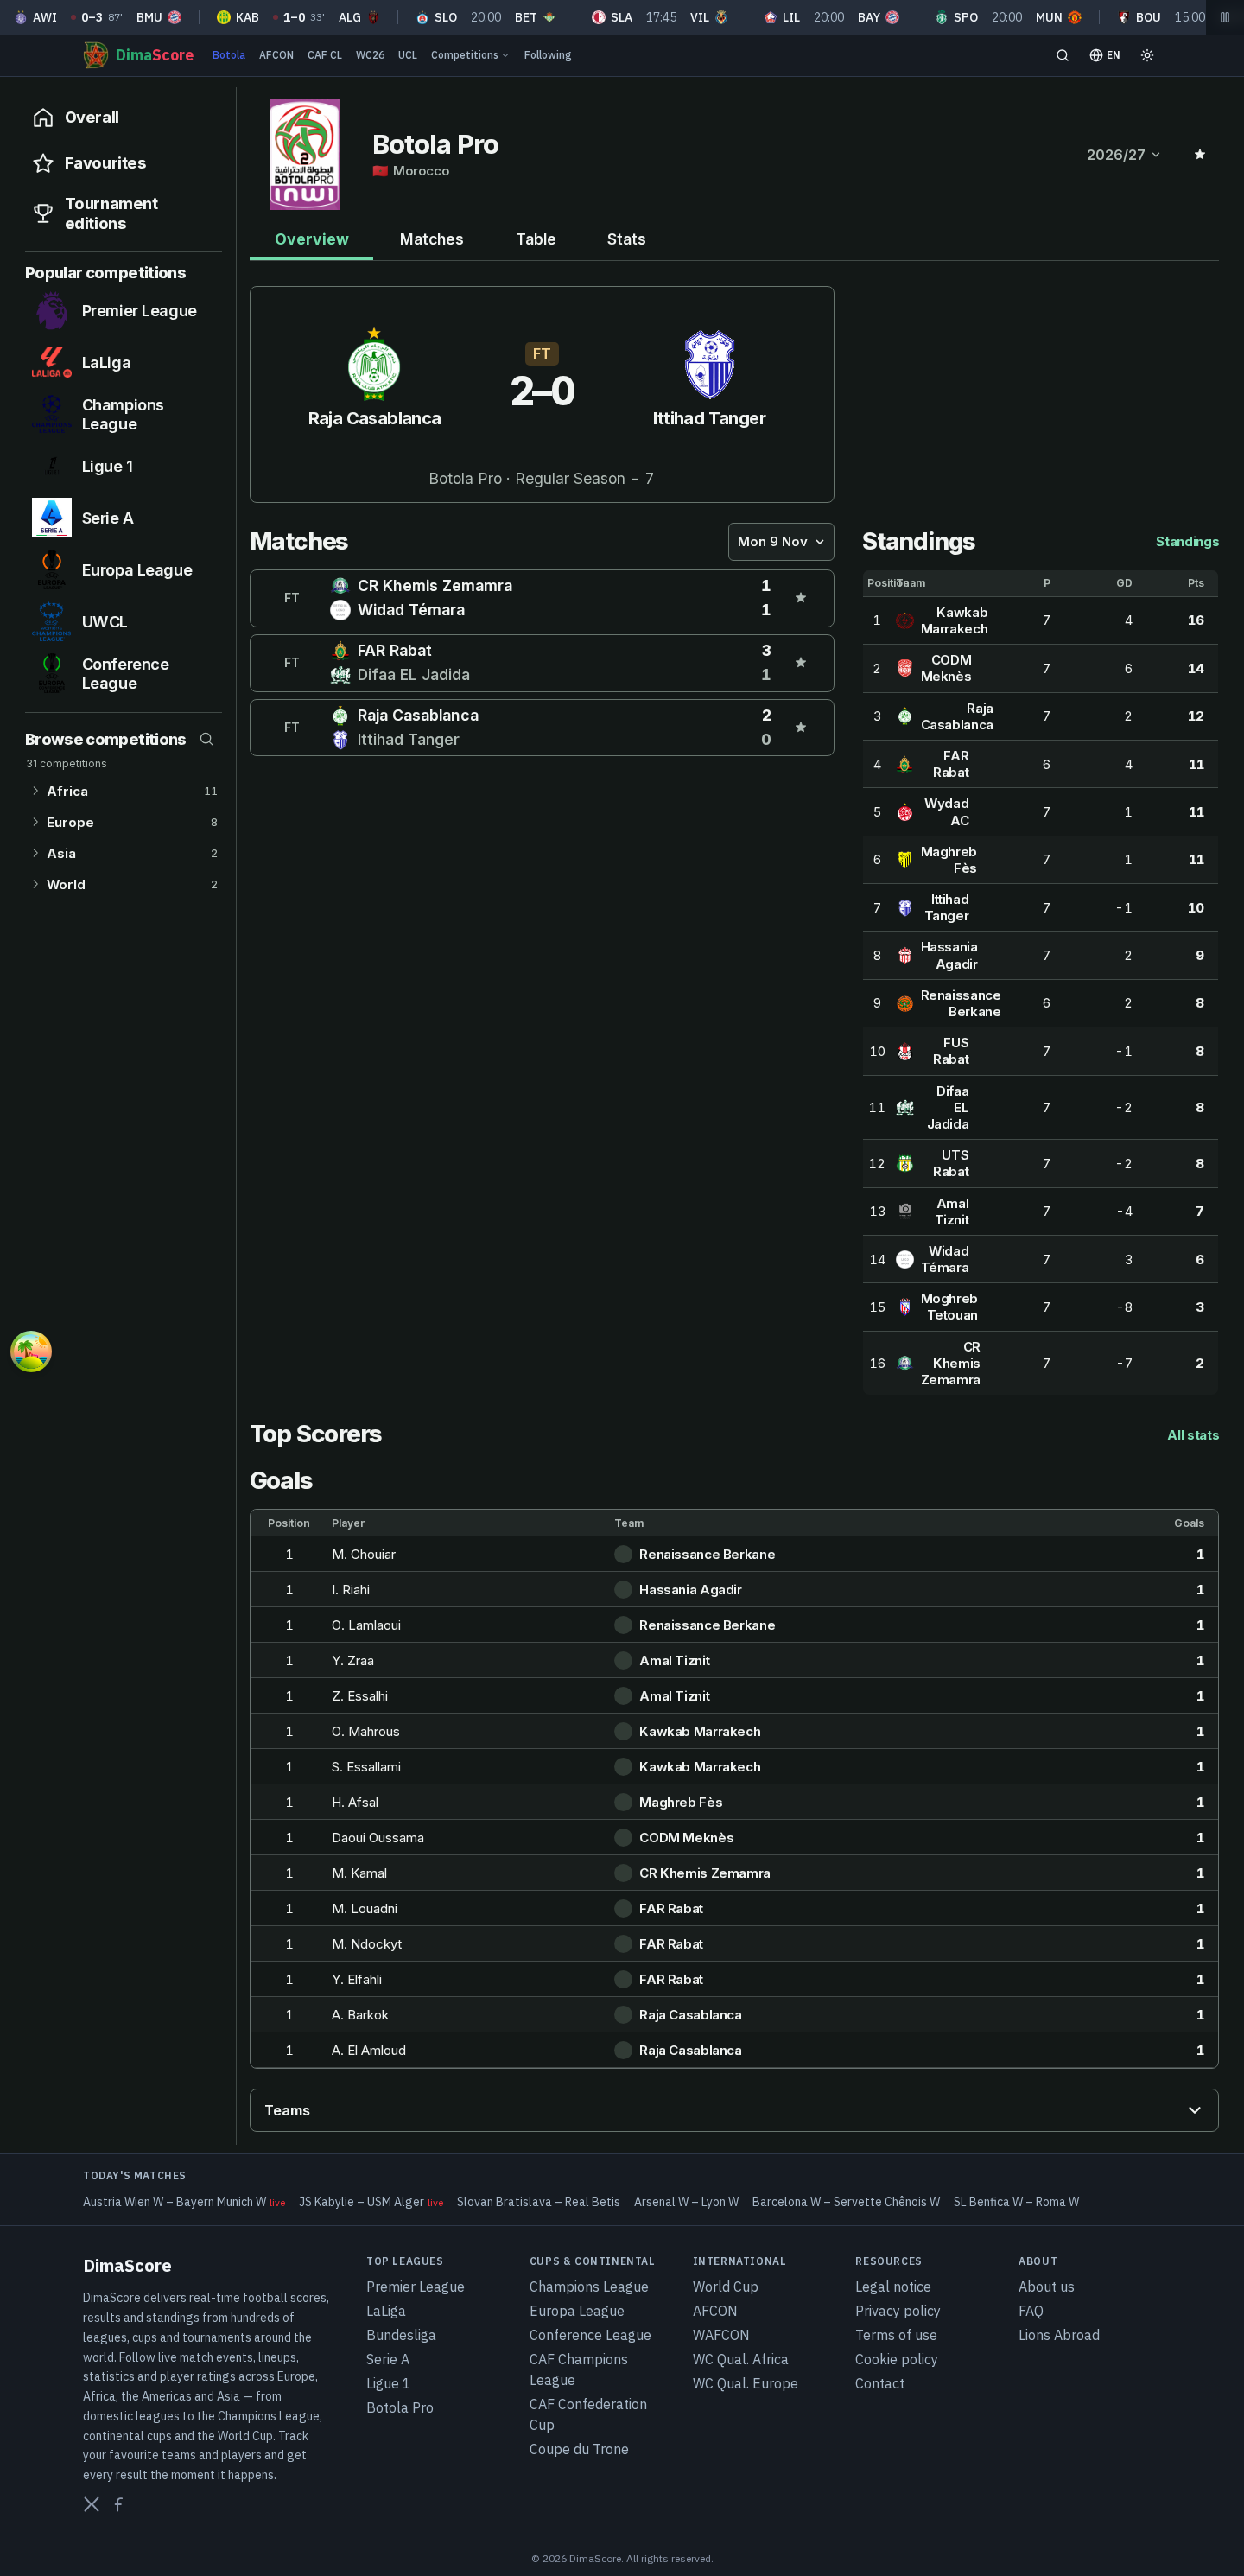 AWI 0–3 87' BMU KAB 1–0 33' ALG SLO 20:00 BET SLA 17:45 VIL LIL 20:00 BAY SPO 20:00 MUN BOU 15:00
DimaScore Botola AFCON CAF CL WC26 UCL Competitions Following EN
Overall
Favourites
Tournament
editions
Popular competitions
Premier League
LALIGA
LaLiga
Champions
League
Ligue 1
SERIE A
Serie A
Europa League
UWCL
Conference
League
Browse competitions
31 competitions
Africa 11
Europe 8
Asia 2
World 2
2
البطولة الاحترافية
BOTOLAPRO
inwi
Botola Pro
Morocco
2026/27
Overview Matches Table Stats
FT
2–0
Raja Casablanca Ittihad Tanger
Botola Pro · Regular Season - 7
Matches Mon 9 Nov
FT CR Khemis Zemamra 1
Widad Témara 1
FT FAR Rabat 3
Difaa EL Jadida 1
FT Raja Casablanca 2
Ittihad Tanger 0
Standings Standings
Position Team P GD Pts
1 Kawkab Marrakech 7 4 16
2 CODM Meknès 7 6 14
3 Raja Casablanca 7 2 12
4 FAR Rabat 6 4 11
5 Wydad AC 7 1 11
6 Maghreb Fès 7 1 11
7 Ittihad Tanger 7 -1 10
8 Hassania Agadir 7 2 9
9 Renaissance Berkane 6 2 8
10 FUS Rabat 7 -1 8
11 Difaa EL Jadida 7 -2 8
12 UTS Rabat 7 -2 8
13 Amal Tiznit 7 -4 7
14 Widad Témara 7 3 6
15 Moghreb Tetouan 7 -8 3
16 CR Khemis Zemamra 7 -7 2
Top Scorers All stats
Goals
Position Player Team Goals
1 M. Chouiar Renaissance Berkane 1
1 I. Riahi Hassania Agadir 1
1 O. Lamlaoui Renaissance Berkane 1
1 Y. Zraa Amal Tiznit 1
1 Z. Essalhi Amal Tiznit 1
1 O. Mahrous Kawkab Marrakech 1
1 S. Essallami Kawkab Marrakech 1
1 H. Afsal Maghreb Fès 1
1 Daoui Oussama CODM Meknès 1
1 M. Kamal CR Khemis Zemamra 1
1 M. Louadni FAR Rabat 1
1 M. Ndockyt FAR Rabat 1
1 Y. Elfahli FAR Rabat 1
1 A. Barkok Raja Casablanca 1
1 A. El Amloud Raja Casablanca 1
Teams
TODAY'S MATCHES
Austria Wien W – Bayern Munich W live JS Kabylie – USM Alger live Slovan Bratislava – Real Betis Arsenal W – Lyon W Barcelona W – Servette Chênois W SL Benfica W – Roma W
DimaScore
DimaScore delivers real-time football scores,
results and standings from hundreds of
leagues, cups and tournaments around the
world. Follow live match events, lineups,
statistics and player ratings across Europe,
Africa, the Americas and Asia — from
domestic leagues to the Champions League,
continental cups and the World Cup. Track
your favourite teams and players and get
every result the moment it happens.
TOP LEAGUES
Premier League
LaLiga
Bundesliga
Serie A
Ligue 1
Botola Pro
CUPS & CONTINENTAL
Champions League
Europa League
Conference League
CAF Champions
League
CAF Confederation
Cup
Coupe du Trone
INTERNATIONAL
World Cup
AFCON
WAFCON
WC Qual. Africa
WC Qual. Europe
RESOURCES
Legal notice
Privacy policy
Terms of use
Cookie policy
Contact
ABOUT
About us
FAQ
Lions Abroad
© 2026 DimaScore. All rights reserved.